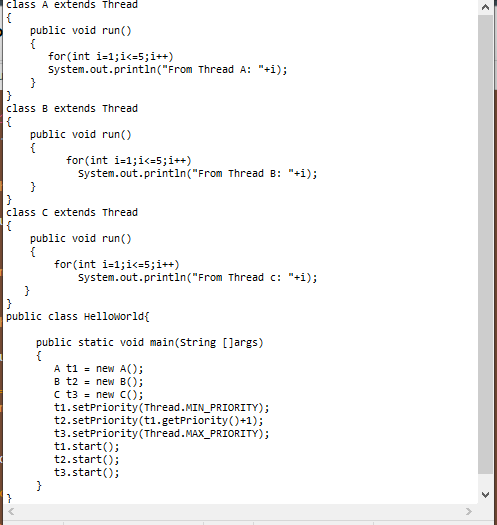 class A extends Thread
{
    public void run()
    {
       for(int i=1;i<=5;i++)
       System.out.println("From Thread A: "+i);
    }
}
class B extends Thread
{
    public void run()
    {
          for(int i=1;i<=5;i++)
            System.out.println("From Thread B: "+i);
    }
}
class C extends Thread
{
    public void run()
    {
        for(int i=1;i<=5;i++)
            System.out.println("From Thread c: "+i);
   }
}
public class HelloWorld{

     public static void main(String []args)
     {
        A t1 = new A();
        B t2 = new B();
        C t3 = new C();
        t1.setPriority(Thread.MIN_PRIORITY);
        t2.setPriority(t1.getPriority()+1);
        t3.setPriority(Thread.MAX_PRIORITY);
        t1.start();
        t2.start();
        t3.start();
     }
}